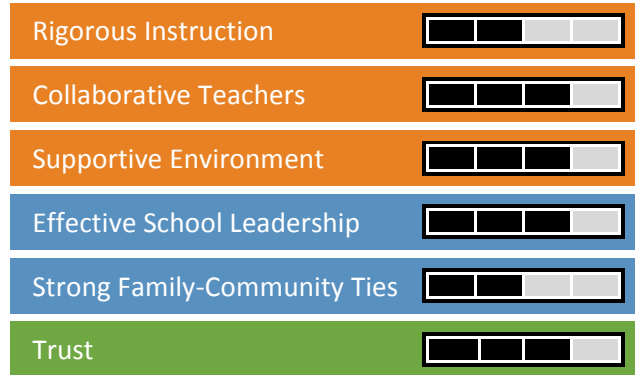 Rigorous Instruction
Collaborative Teachers
Supportive Environment
Effective School Leadership
Strong Family-Community Ties
Trust